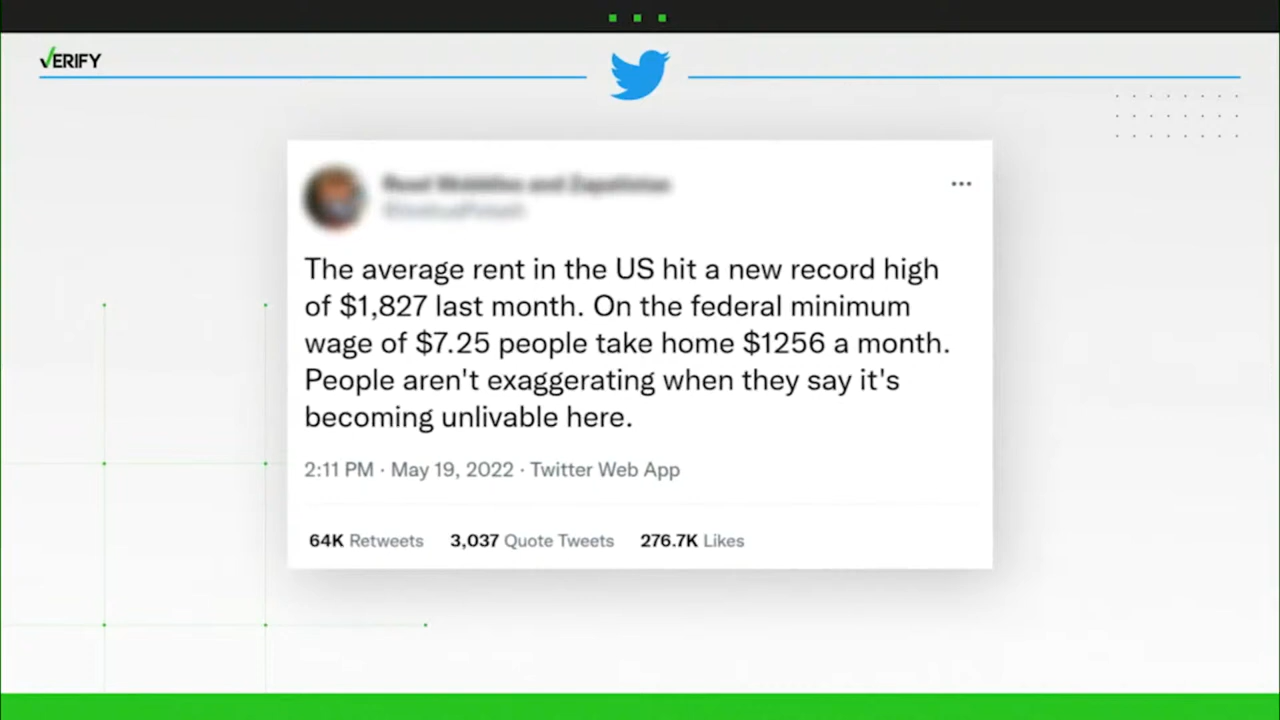 VERIFY
The average rent in the US hit a new record high
of $1,827 last month. On the federal minimum
wage of $7.25 people take home $1256 a month.
People aren't exaggerating when they say it's
becoming unlivable here.
2:11 PM · May 19, 2022 · Twitter Web App
64K Retweets 3,037 Quote Tweets 276.7K Likes